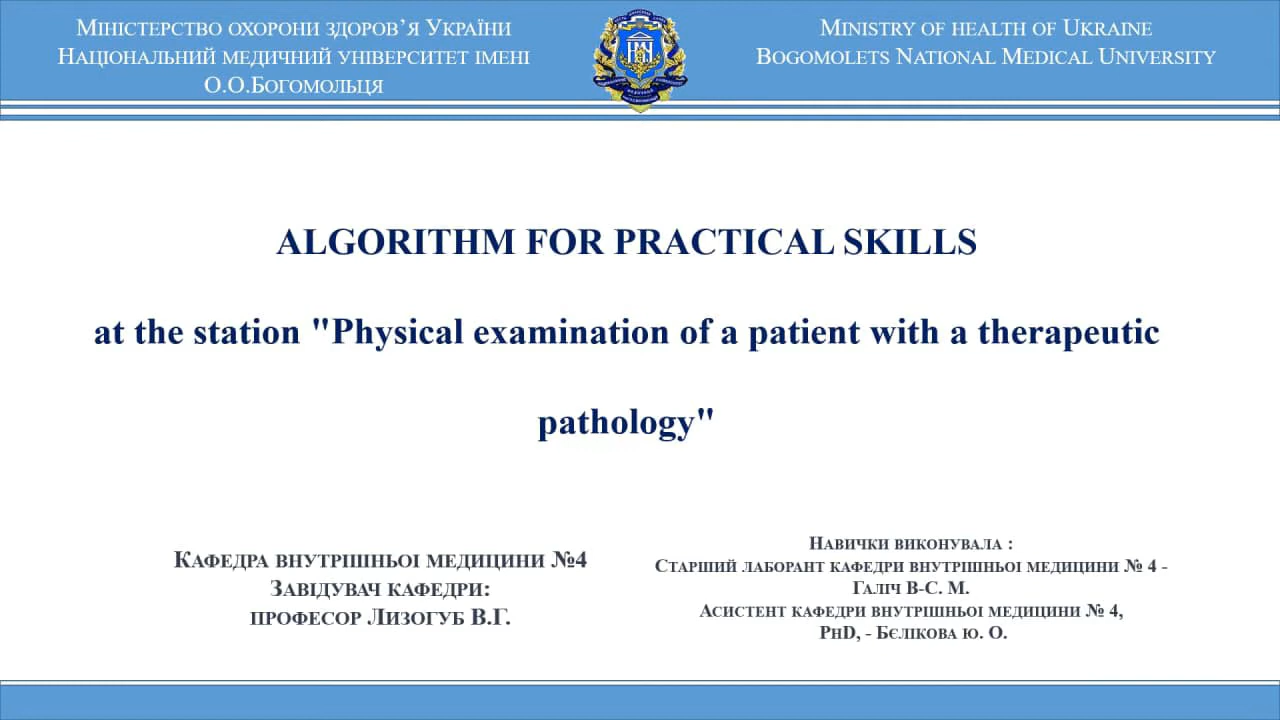 Міністерство охорони здоров’я України
Національний медичний університет імені
О.О.Богомольця
Ministry of health of Ukraine
Bogomolets National Medical University
ALGORITHM FOR PRACTICAL SKILLS
at the station "Physical examination of a patient with a therapeutic
pathology"
Кафедра внутрішньої медицини №4
Завідувач кафедри:
професор Лизогуб В.Г.
Навички виконувала :
Старший лаборант кафедри внутрішньої медицини № 4 -
Галіч В-С. М.
Асистент кафедри внутрішньої медицини № 4,
PhD, - Бєлікова Ю. О.